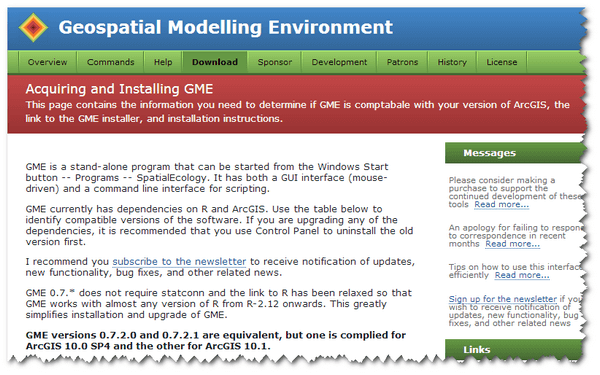 Geospatial Modelling Environment
Overview Commands Help Download Sponsor Development Patrons History License
Acquiring and Installing GME
This page contains the information you need to determine if GME is comptabale with your version of ArcGIS, the
link to the GME installer, and installation instructions.
GME is a stand-alone program that can be started from the Windows Start
button -- Programs -- SpatialEcology. It has both a GUI interface (mouse-
driven) and a command line interface for scripting.
GME currently has dependencies on R and ArcGIS. Use the table below to
identify compatible versions of the software. If you are upgrading any of the
dependencies, it is recommended that you use Control Panel to uninstall the old
version first.
I recommend you subscribe to the newsletter to receive notification of updates,
new functionality, bug fixes, and other related news.
GME 0.7.* does not require statconn and the link to R has been relaxed so that
GME works with almost any version of R from R-2.12 onwards. This greatly
simplifies installation and upgrade of GME.
GME versions 0.7.2.0 and 0.7.2.1 are equivalent, but one is complied for
ArcGIS 10.0 SP4 and the other for ArcGIS 10.1.
Messages
Please consider making a
purchase to support the
continued development of these
tools Read more...
An apology for failing to respon
to correspondence in recent
months Read more...
Tips on how to use this interfac
efficiently Read more...
Sign up for the newsletter if you
wish to receive notification of
updates, new functionality, bug
fixes, and other related news
Links